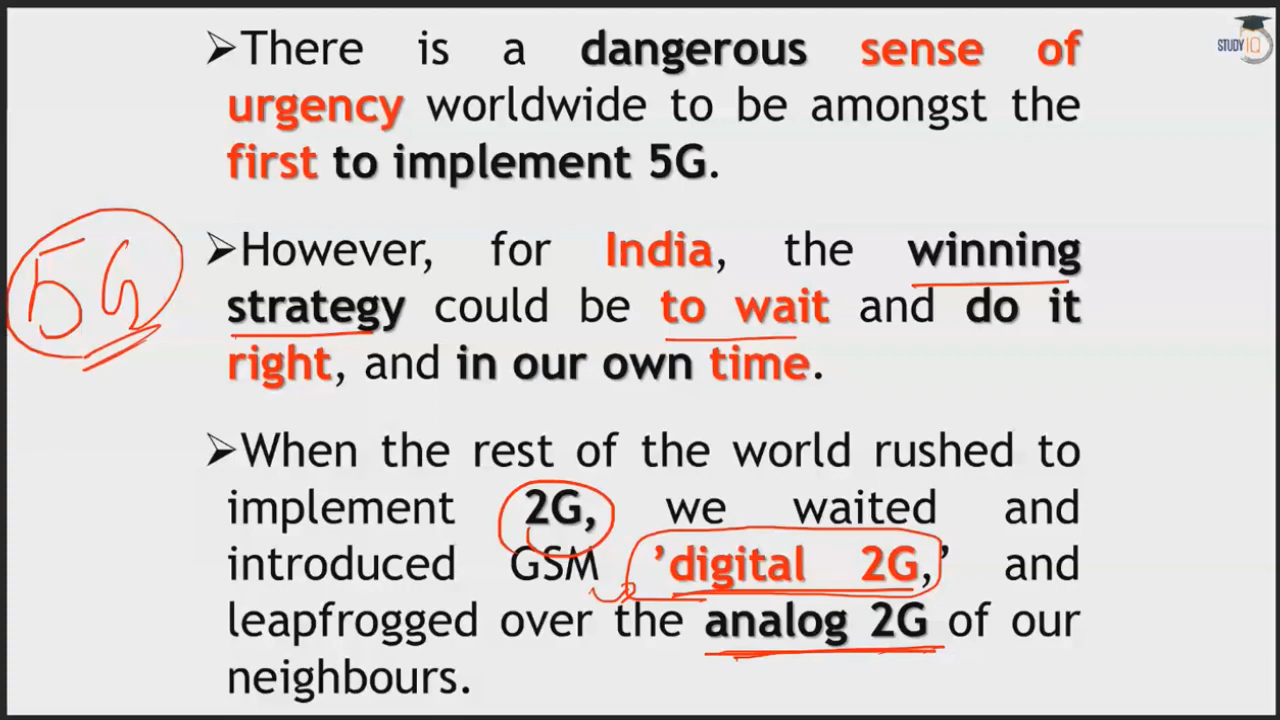 ➢There is a dangerous sense of
urgency worldwide to be amongst the
first to implement 5G.
➢However, for India, the winning
strategy could be to wait and do it
right, and in our own time.
➢When the rest of the world rushed to
implement 2G, we waited and
introduced GSM ’digital 2G,’ and
leapfrogged over the analog 2G of our
neighbours.
5G
STUDY IQ